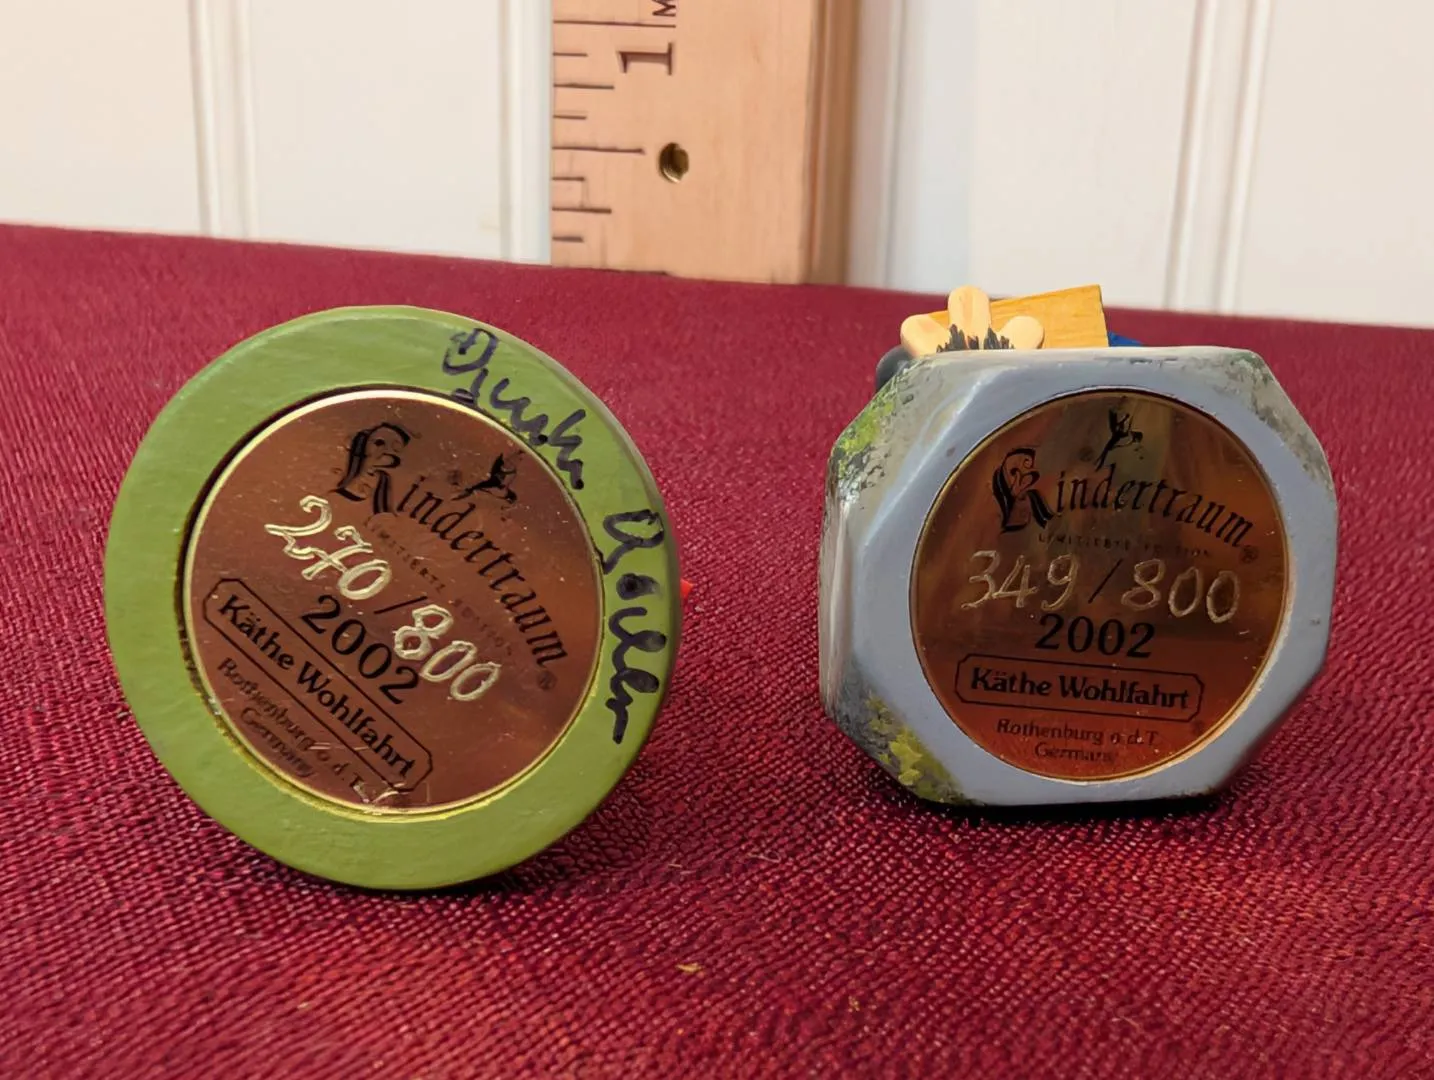 1
Kindertraum
LIMITIERTE EDITION
270/800
2002
Käthe Wohlfahrt
Rothenburg o.d.T.
Germany
Kindertraum
LIMITIERTE EDITION
349/800
2002
Käthe Wohlfahrt
Rothenburg o.d.T.
Germany